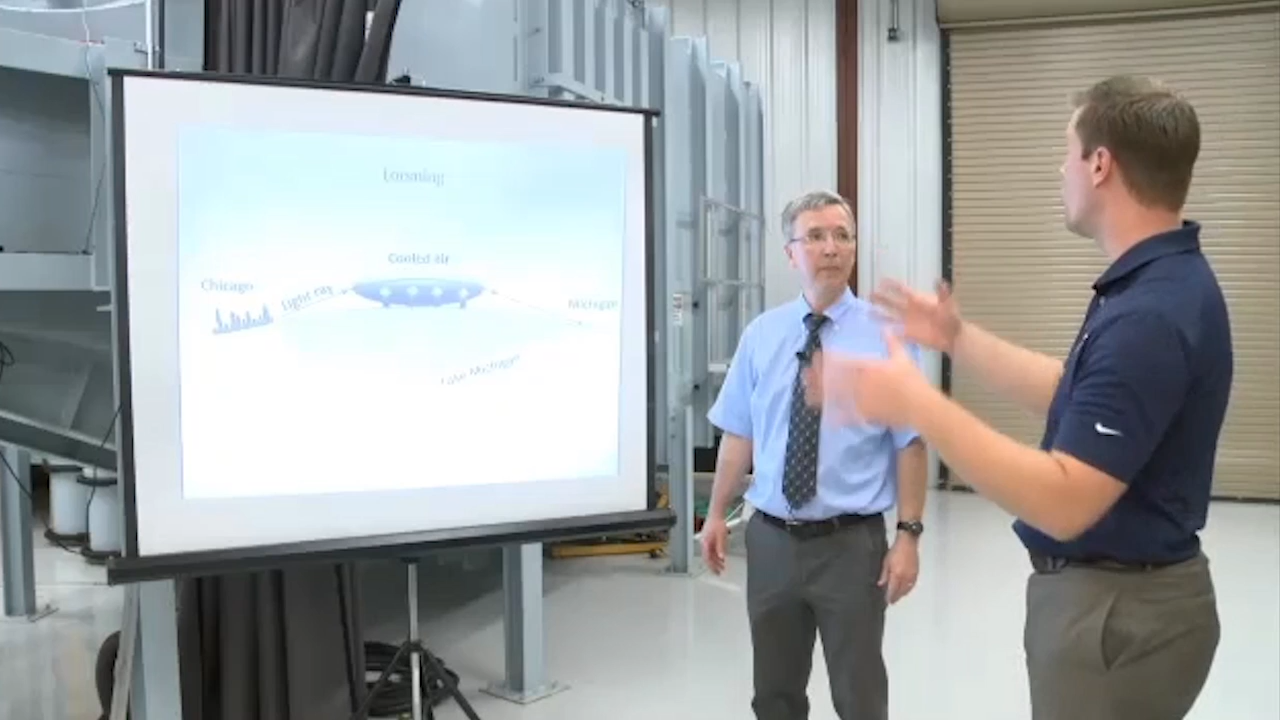 Looming
Cooled air
Chicago
Light ray
Michigan
Lake Michigan